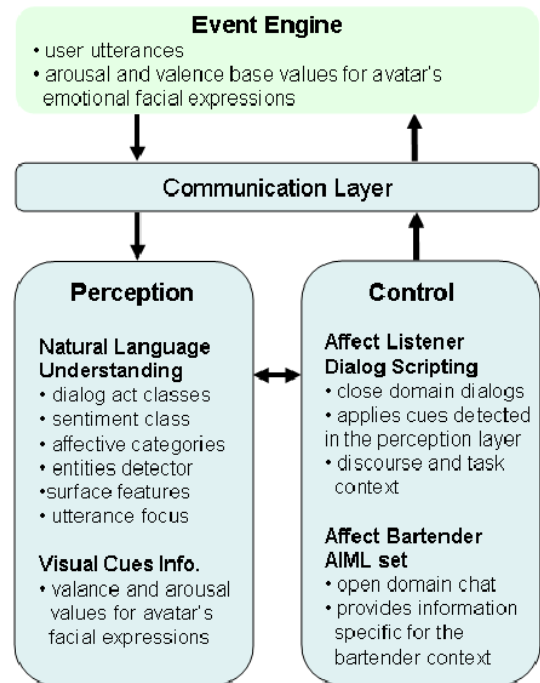 Event Engine
• user utterances
• arousal and valence base values for avatar's
emotional facial expressions
Communication Layer
Perception
Natural Language
Understanding
• dialog act classes
• sentiment class
• affective categories
• entities detector
•surface features
• utterance focus
Visual Cues Info.
• valance and arousal
values for avatar's
facial expressions
Control
Affect Listener
Dialog Scripting
• close domain dialogs
• applies cues detected
in the perception layer
• discourse and task
context
Affect Bartender
AIML set
• open domain chat
• provides information
specific for the
bartender context